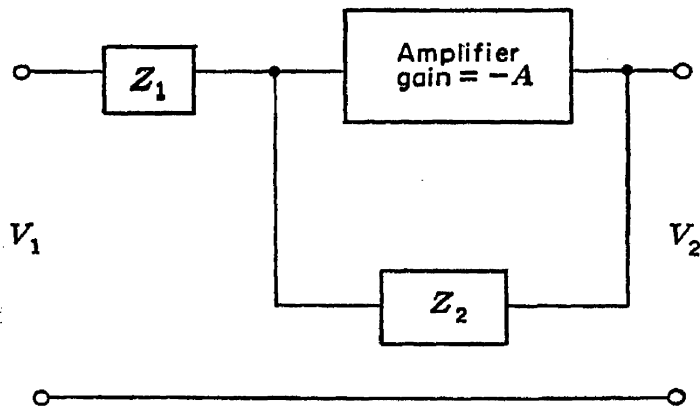 Amplifier
gain = -A
Z₁
V₁
V₂
Z₂